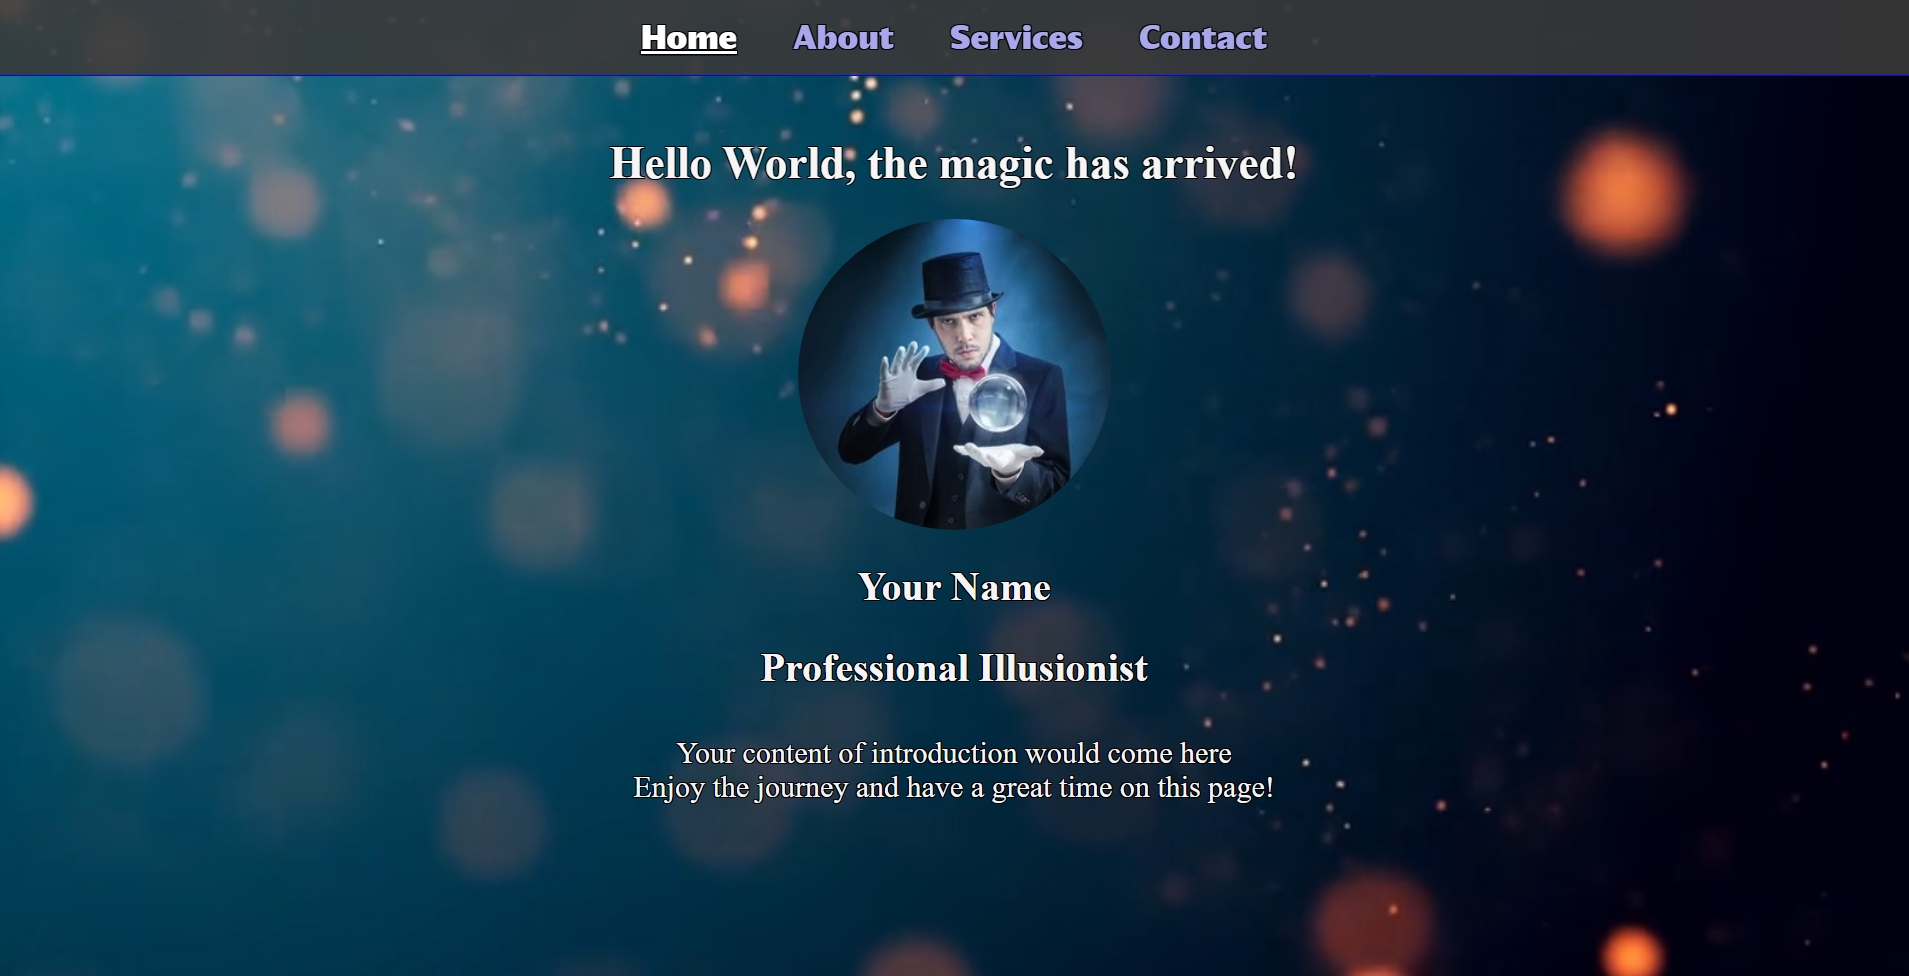 Home About Services Contact
Hello World, the magic has arrived!
Your Name
Professional Illusionist
Your content of introduction would come here
Enjoy the journey and have a great time on this page!